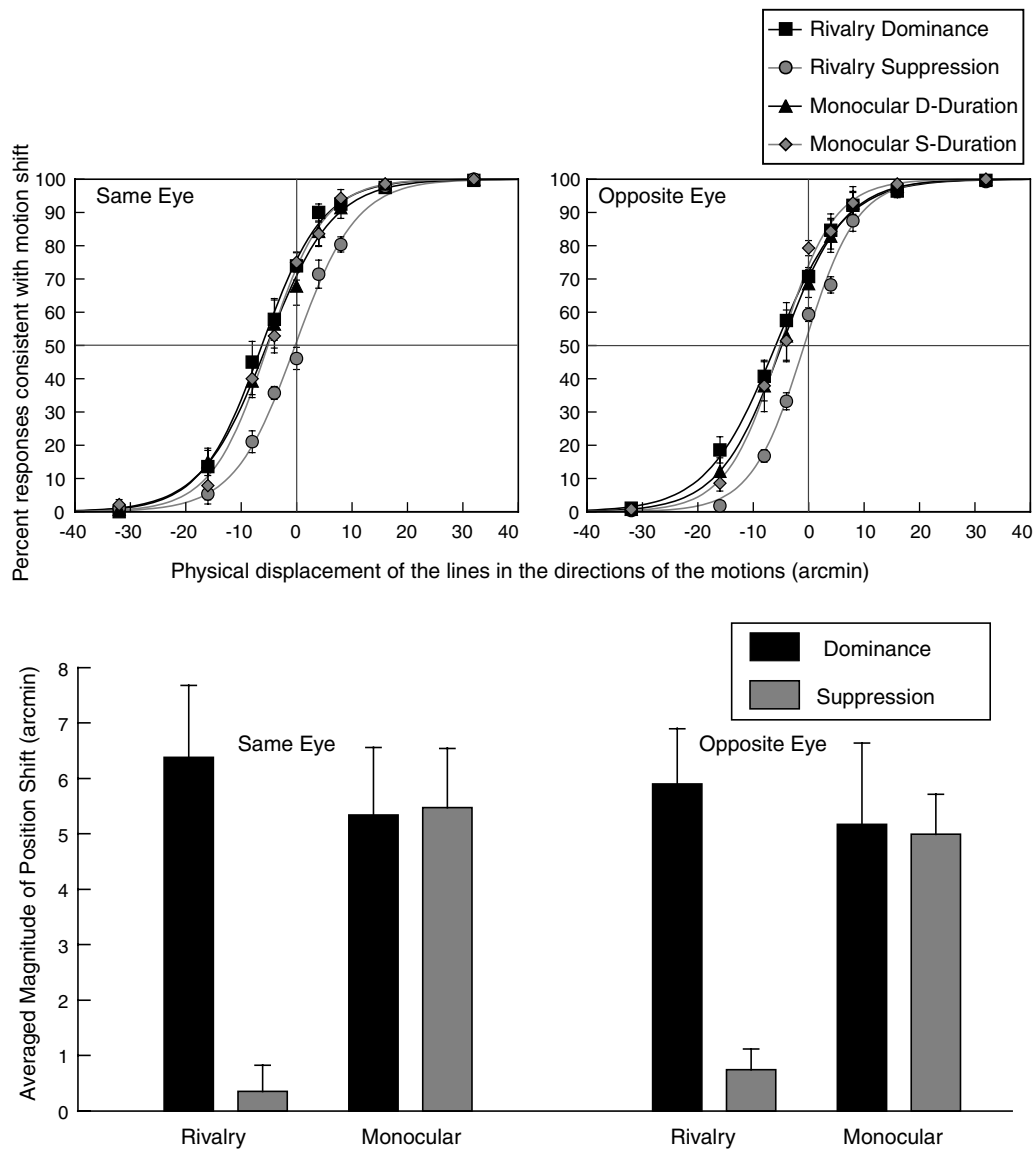 Rivalry Dominance
Rivalry Suppression
Monocular D-Duration
Monocular S-Duration
Percent responses consistent with motion shift
100
90
80
70
60
50
40
30
20
10
0
Same Eye
-40 -30 -20 -10 0 10 20 30 40
100
90
80
70
60
50
40
30
20
10
0
Opposite Eye
-40 -30 -20 -10 0 10 20 30 40
Physical displacement of the lines in the directions of the motions (arcmin)
Dominance
Suppression
Averaged Magnitude of Position Shift (arcmin)
8
7
6
5
4
3
2
1
0
Same Eye
Opposite Eye
Rivalry Monocular Rivalry Monocular